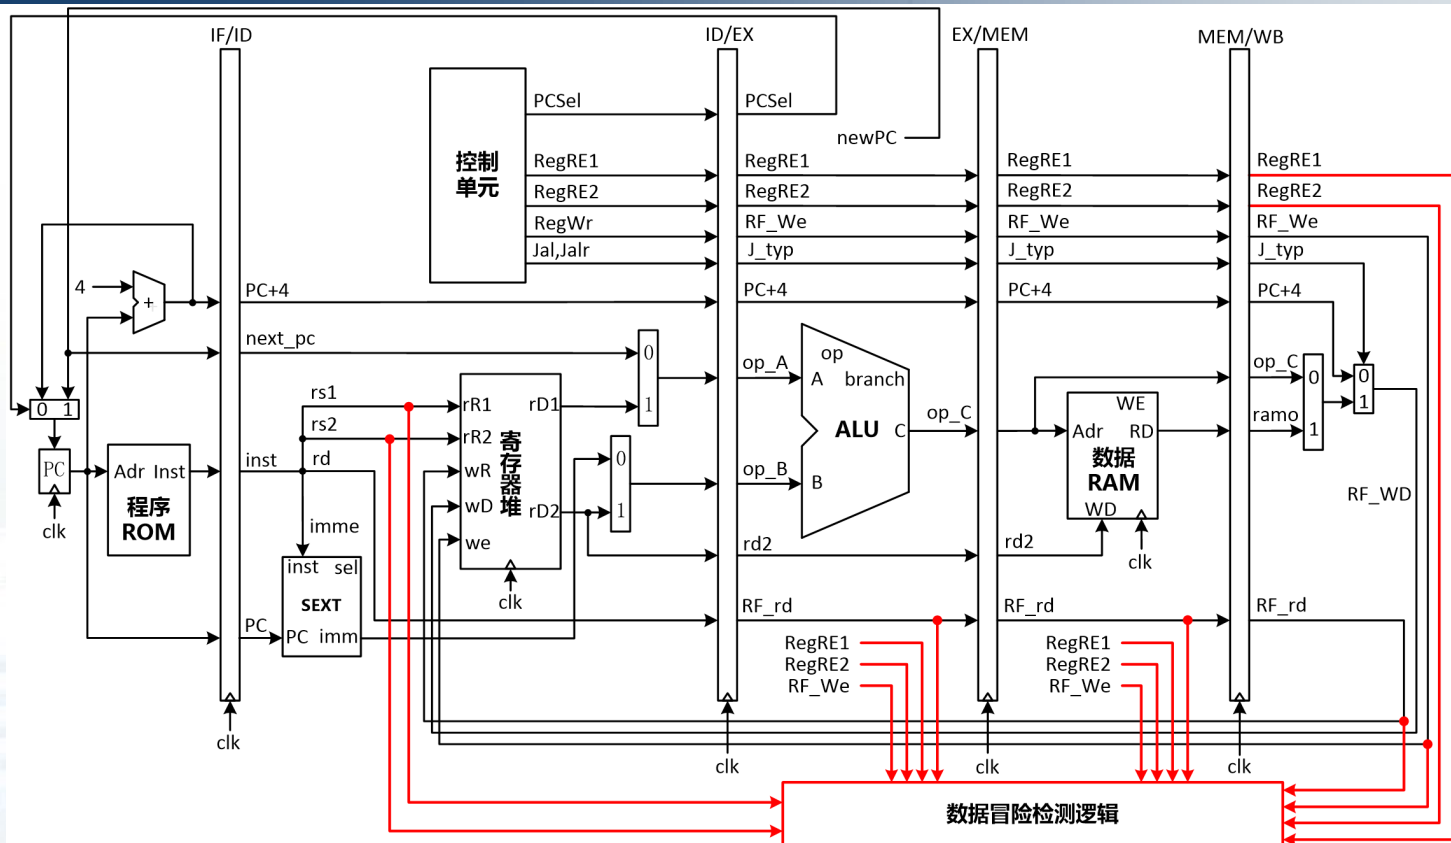 IF/ID
ID/EX
EX/MEM
MEM/WB
PCSel
PCSel
newPC
控制
单元
RegRE1
RegRE1
RegRE1
RegRE1
RegRE2
RegRE2
RegRE2
RegRE2
RegWr
RF_We
RF_We
RF_We
Jal,Jalr
J_typ
J_typ
J_typ
4
+
PC+4
PC+4
PC+4
PC+4
next_pc
0
1
op_A
A
op
branch
ALU
C
B
op_C
op_C
0
1
ramo
0
1
0 1
rs1
rs2
rd
inst
imme
rR1
rR2
wR
wD
we
rD1
rD2
寄存器堆
clk
0
1
op_B
WE
Adr RD
数据
RAM
WD
clk
RF_WD
PC
clk
Adr Inst
程序
ROM
inst sel
SEXT
PC imm
PC
rd2
rd2
RF_rd
RF_rd
RF_rd
RegRE1
RegRE2
RF_We
RegRE1
RegRE2
RF_We
clk
clk
clk
clk
数据冒险检测逻辑